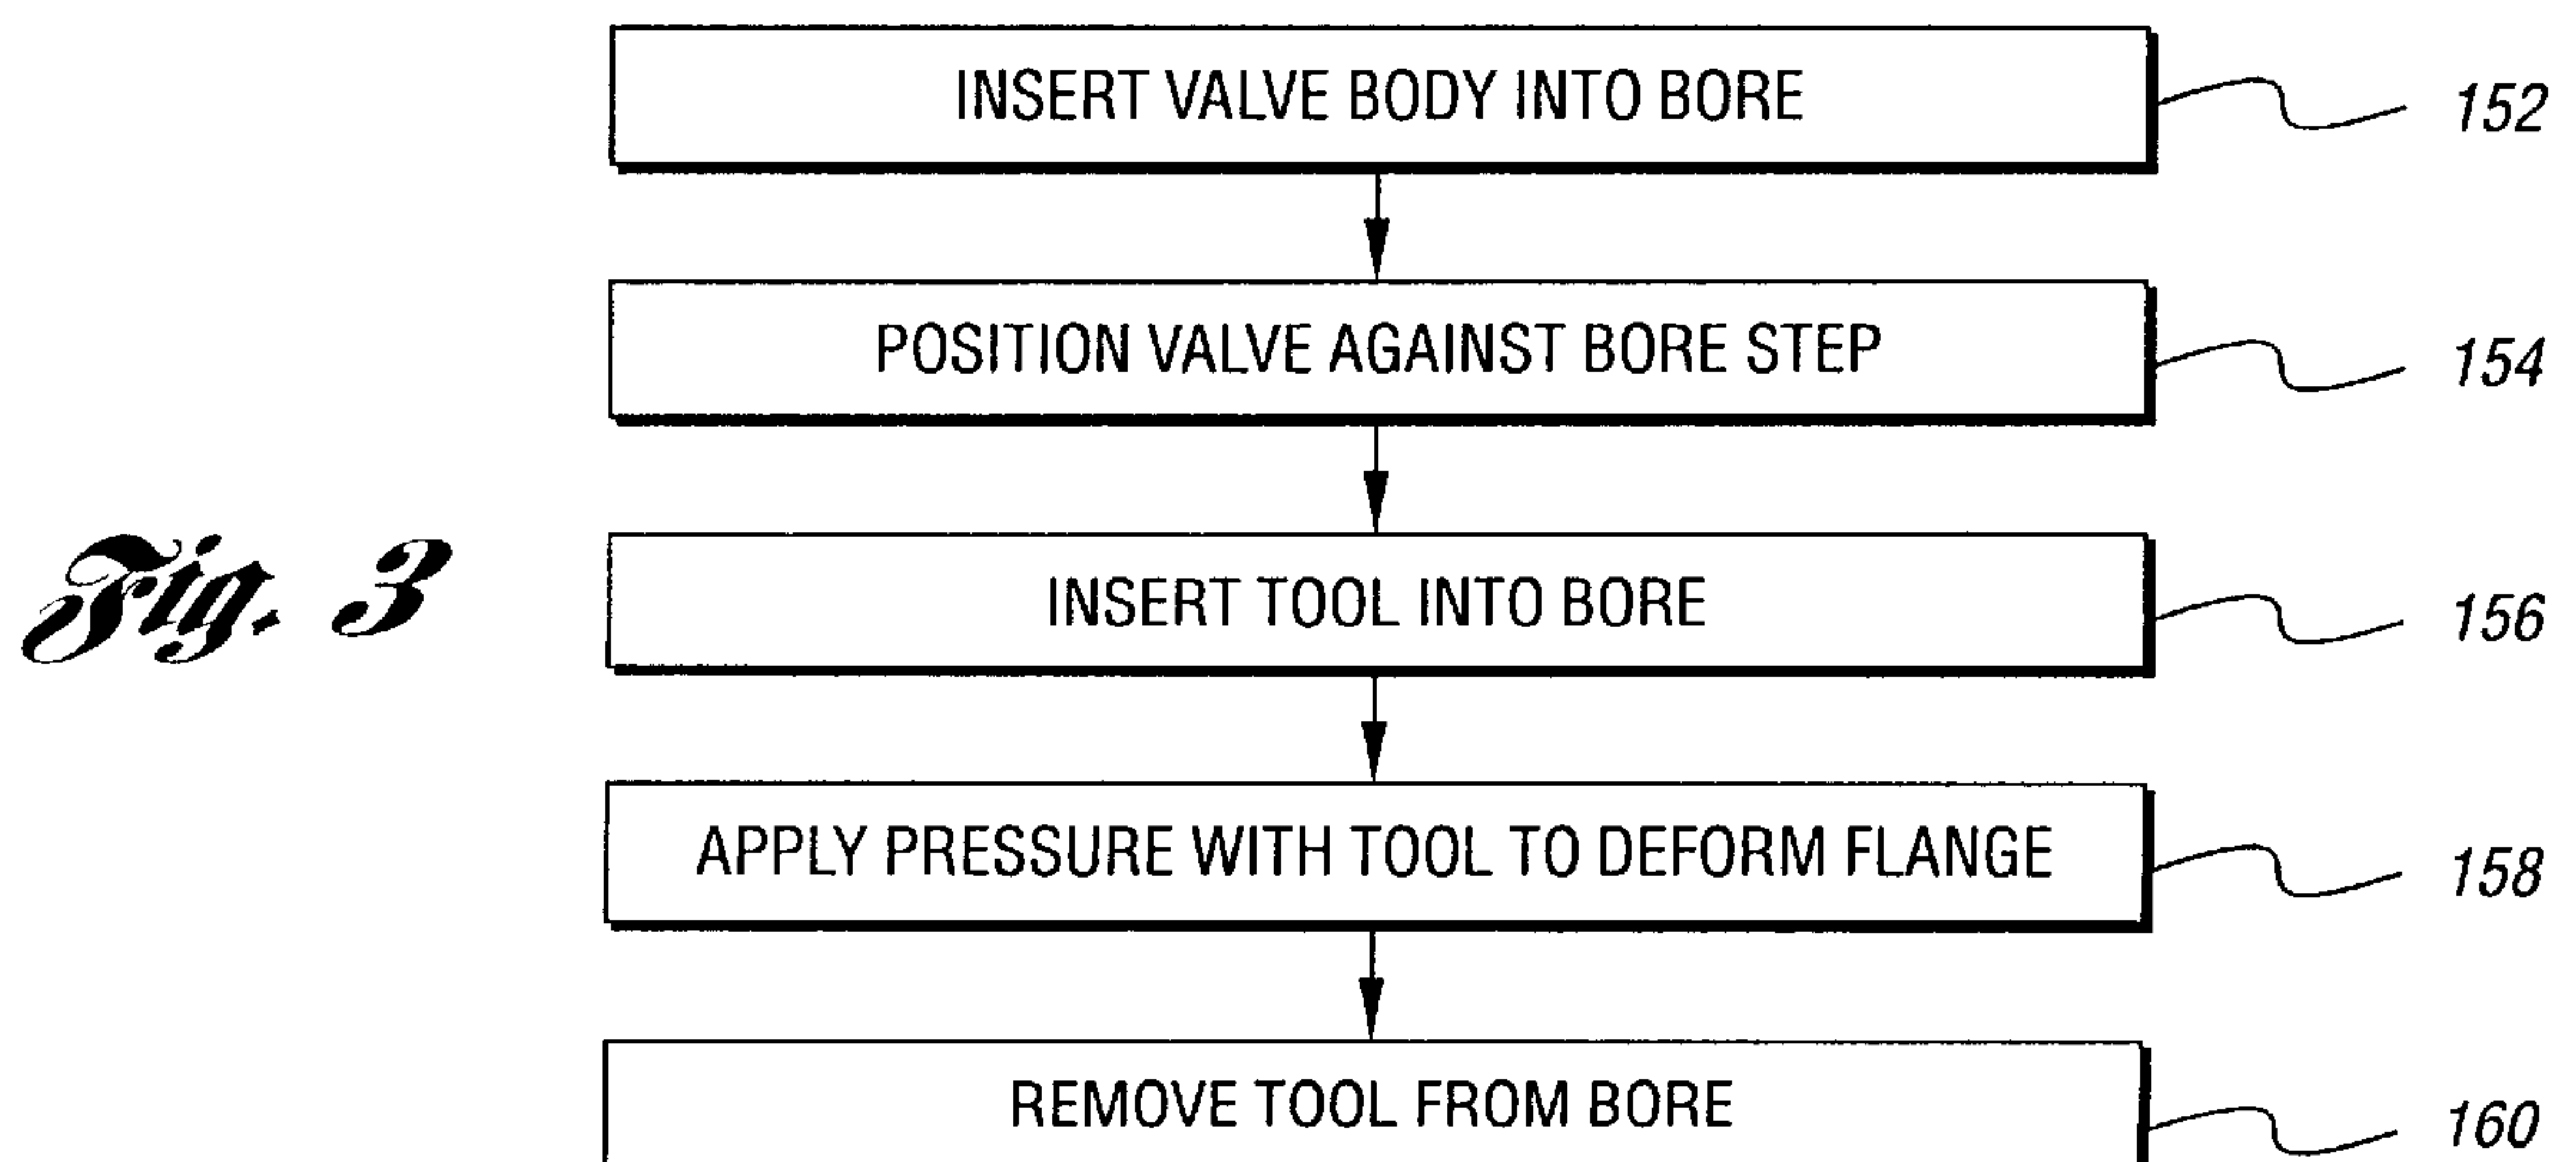 INSERT VALVE BODY INTO BORE
152
POSITION VALVE AGAINST BORE STEP
154
Fig. 3
INSERT TOOL INTO BORE
156
APPLY PRESSURE WITH TOOL TO DEFORM FLANGE
158
REMOVE TOOL FROM BORE
160